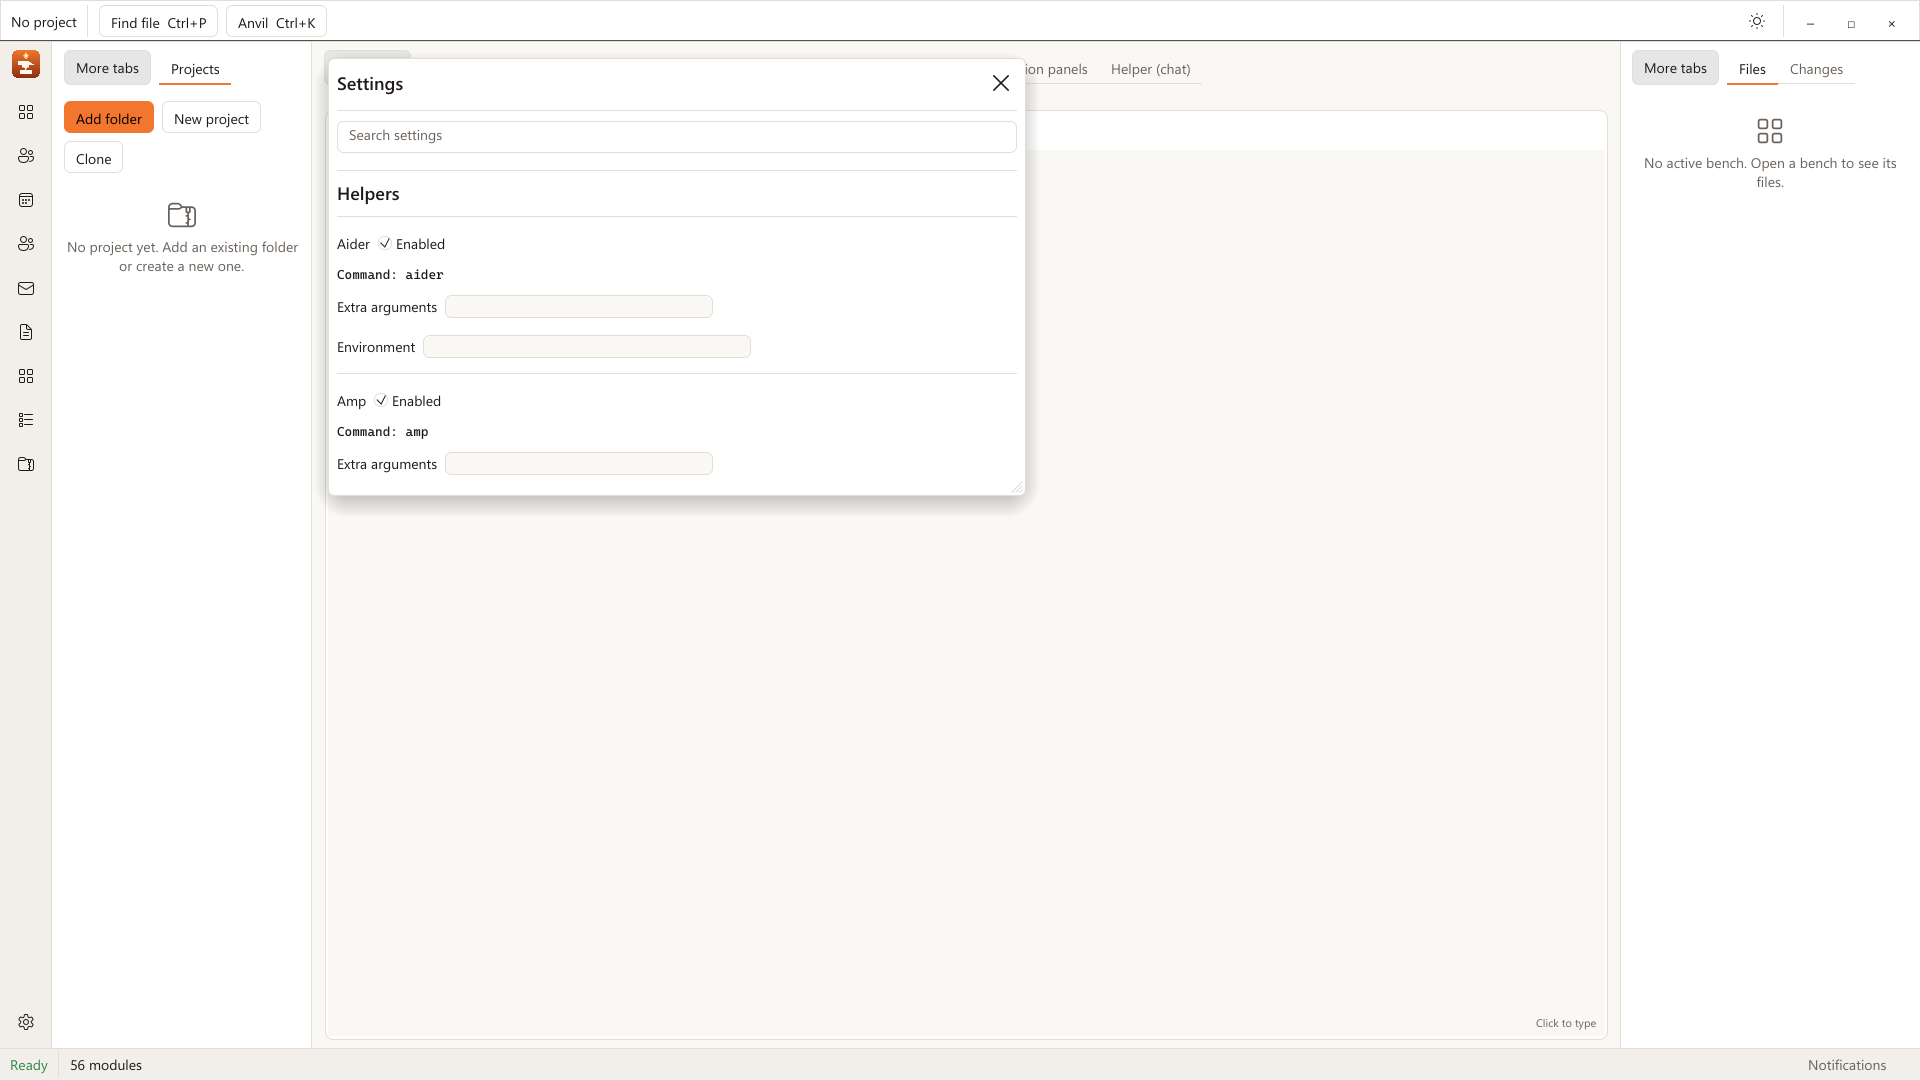 No project
Find file Ctrl+P
Anvil Ctrl+K
More tabs
Projects
Add folder
New project
Clone
No project yet. Add an existing folder
or create a new one.
Settings
Search settings
Helpers
Aider Enabled
Command: aider
Extra arguments
Environment
Amp Enabled
Command: amp
Extra arguments
panels
Helper (chat)
Click to type
More tabs
Files
Changes
No active bench. Open a bench to see its
files.
Ready
56 modules
Notifications